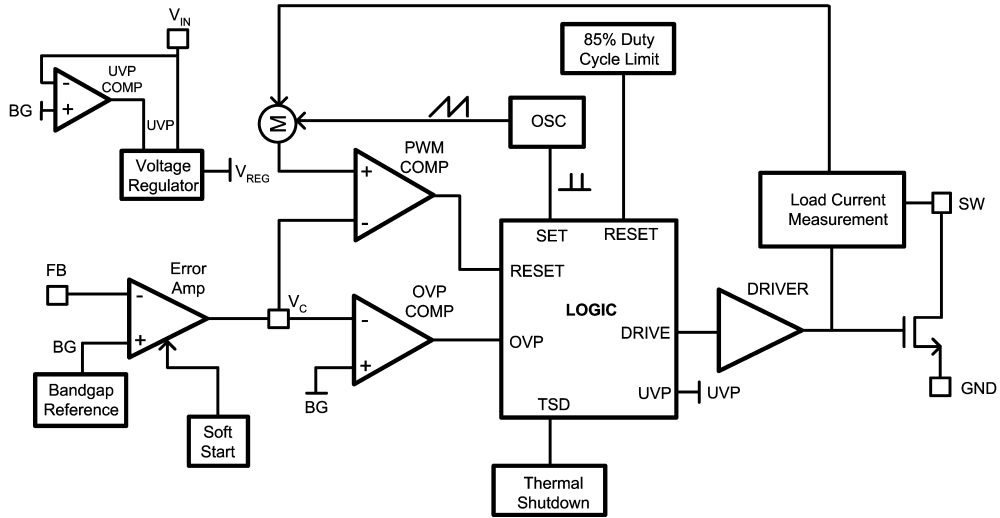 V_IN
85% Duty
Cycle Limit
UVP
COMP
-
+
BG
UVP
Voltage
Regulator
V_REG
M
OSC
PWM
COMP
+
-
Load Current
Measurement
SW
SET
RESET
RESET
LOGIC
DRIVE
OVP
UVP
TSD
UVP
DRIVER
GND
FB
Error
Amp
-
+
BG
V_C
OVP
COMP
-
+
BG
Bandgap
Reference
Soft
Start
Thermal
Shutdown